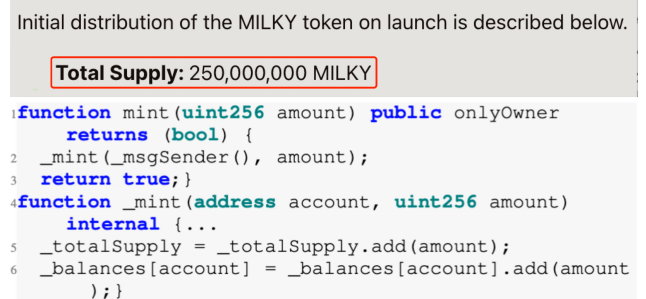 Initial distribution of the MILKY token on launch is described below.
Total Supply: 250,000,000 MILKY
1function mint(uint256 amount) public onlyOwner
returns (bool) {
2 _mint(_msgSender(), amount);
3 return true;}
4function _mint(address account, uint256 amount)
internal {...
5 _totalSupply = _totalSupply.add(amount);
6 _balances[account] = _balances[account].add(amount
);}